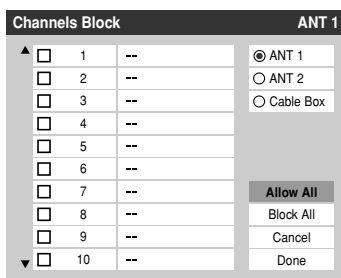 Channels Block ANT 1
1 -- ANT 1
2 -- ANT 2
3 -- Cable Box
4 --
5 --
6 --
7 -- Allow All
8 -- Block All
9 -- Cancel
10 -- Done